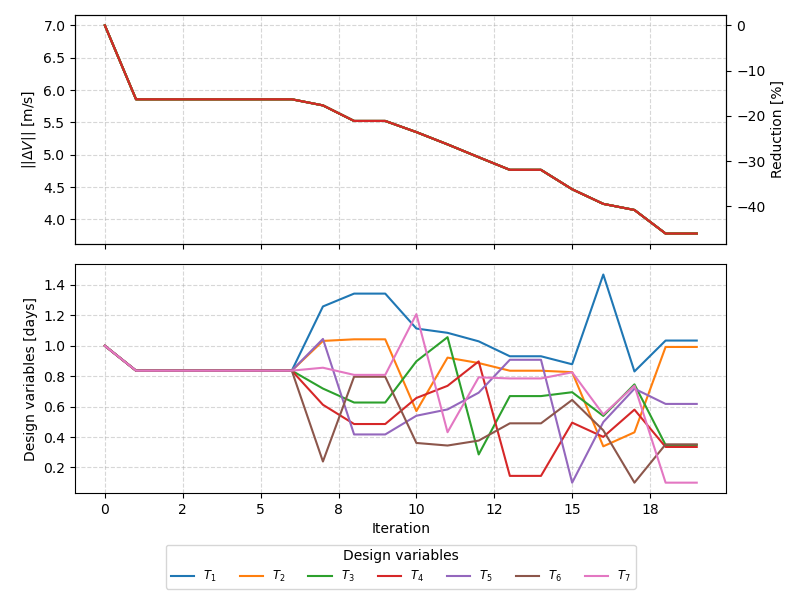 7.0
6.5
6.0
5.5
5.0
4.5
4.0
||ΔV|| [m/s]
0
−10
−20
−30
−40
Reduction [%]
1.4
1.2
1.0
0.8
0.6
0.4
0.2
Design variables [days]
0 2 5 8 10 12 15 18
Iteration
Design variables
T₁ T₂ T₃ T₄ T₅ T₆ T₇